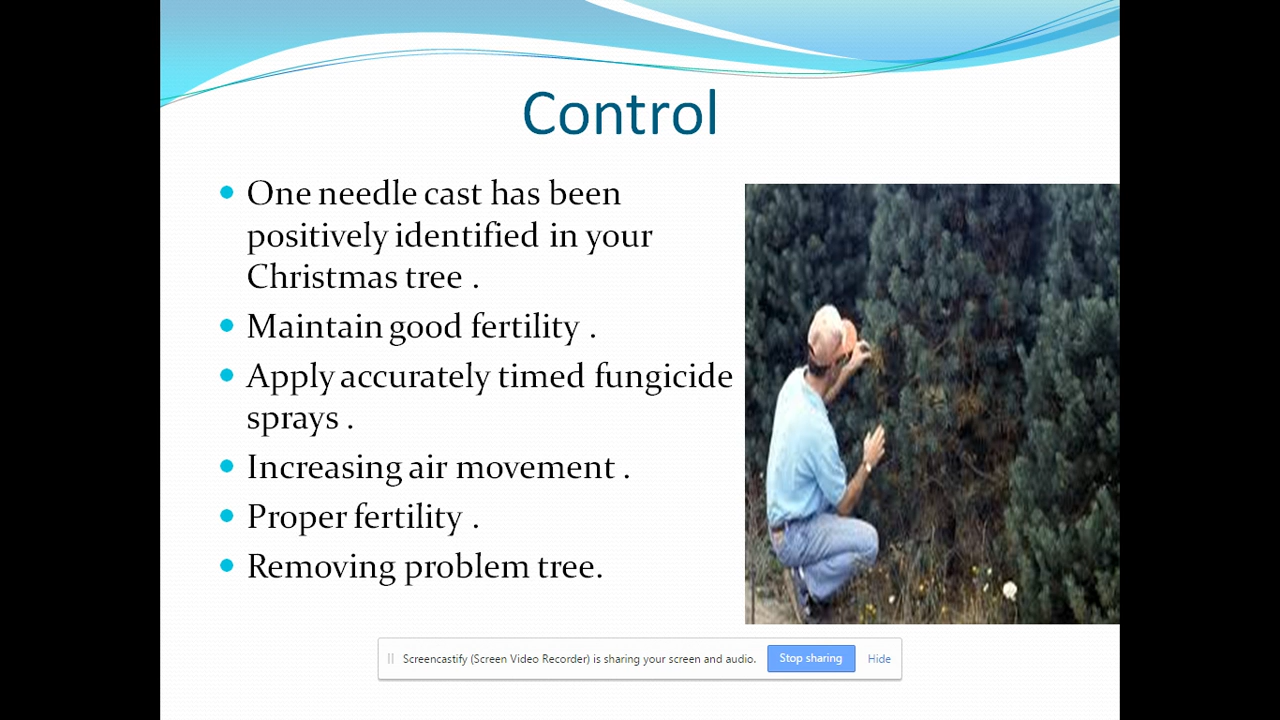 Control
One needle cast has been
positively identified in your
Christmas tree .
Maintain good fertility .
Apply accurately timed fungicide
sprays .
Increasing air movement .
Proper fertility .
Removing problem tree.
Screencastify (Screen Video Recorder) is sharing your screen and audio. Stop sharing Hide